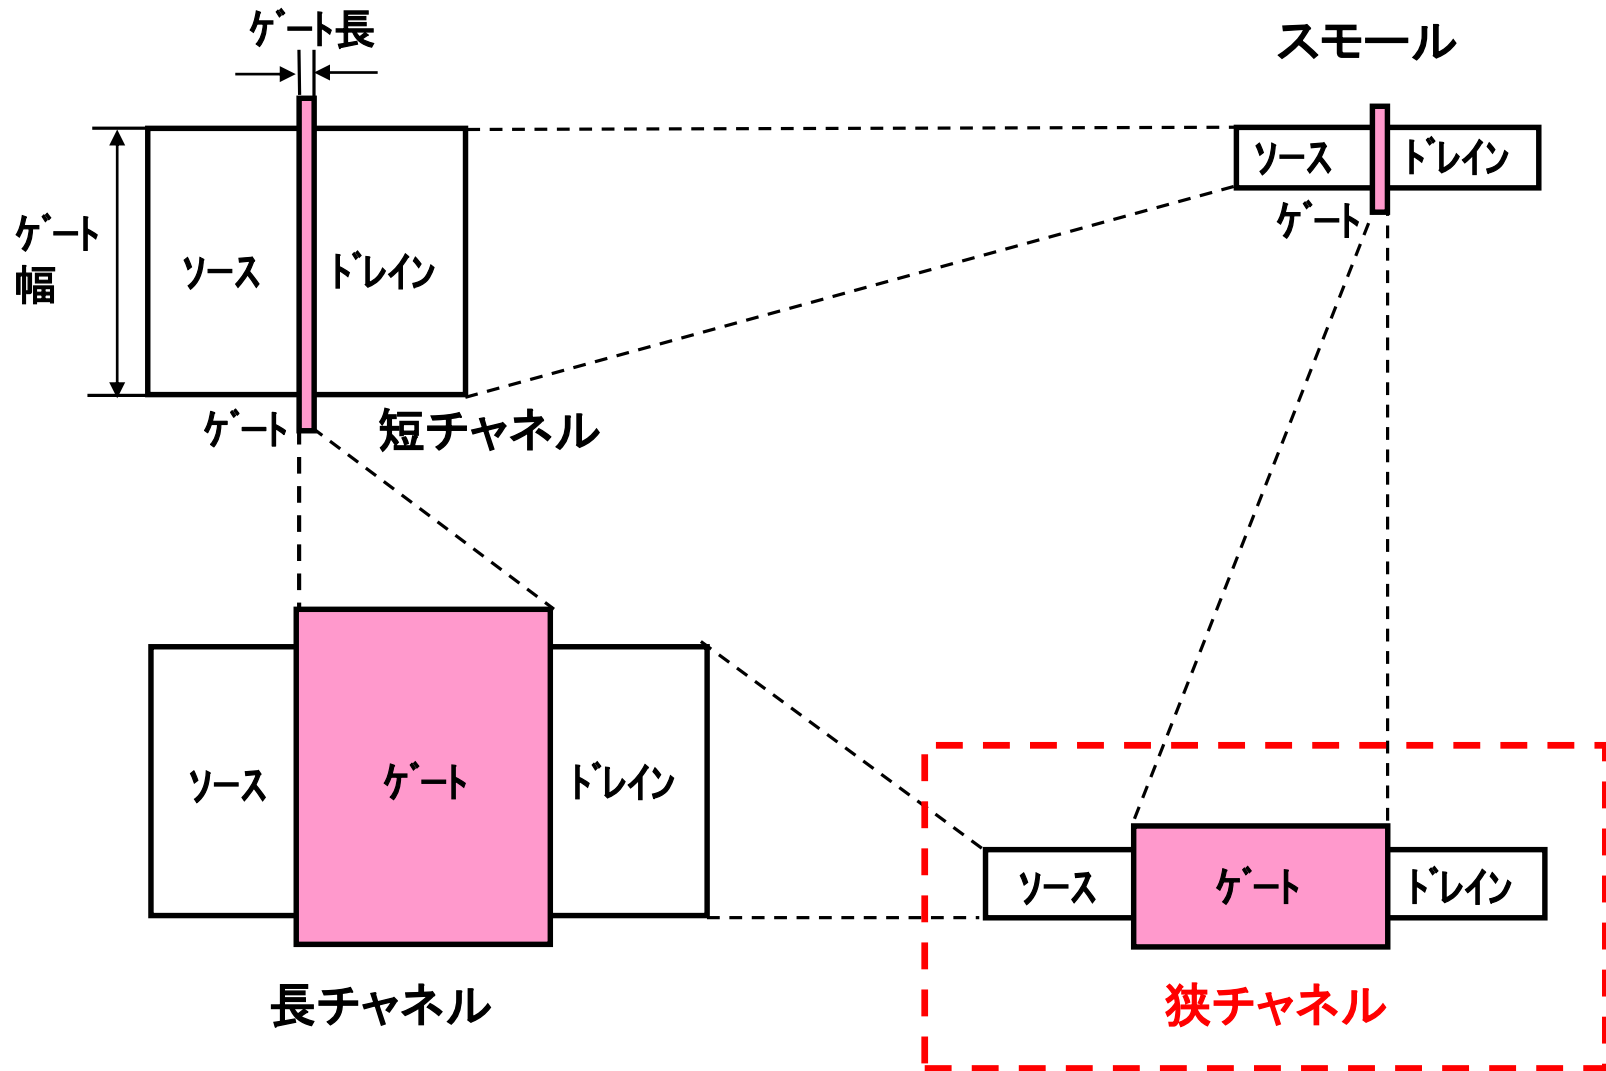 ゲート長
スモール
ソース
ドレイン
ゲート
ゲート
幅
ソース
ドレイン
ゲート
短チャネル
ソース
ゲート
ドレイン
長チャネル
ソース
ゲート
ドレイン
狭チャネル